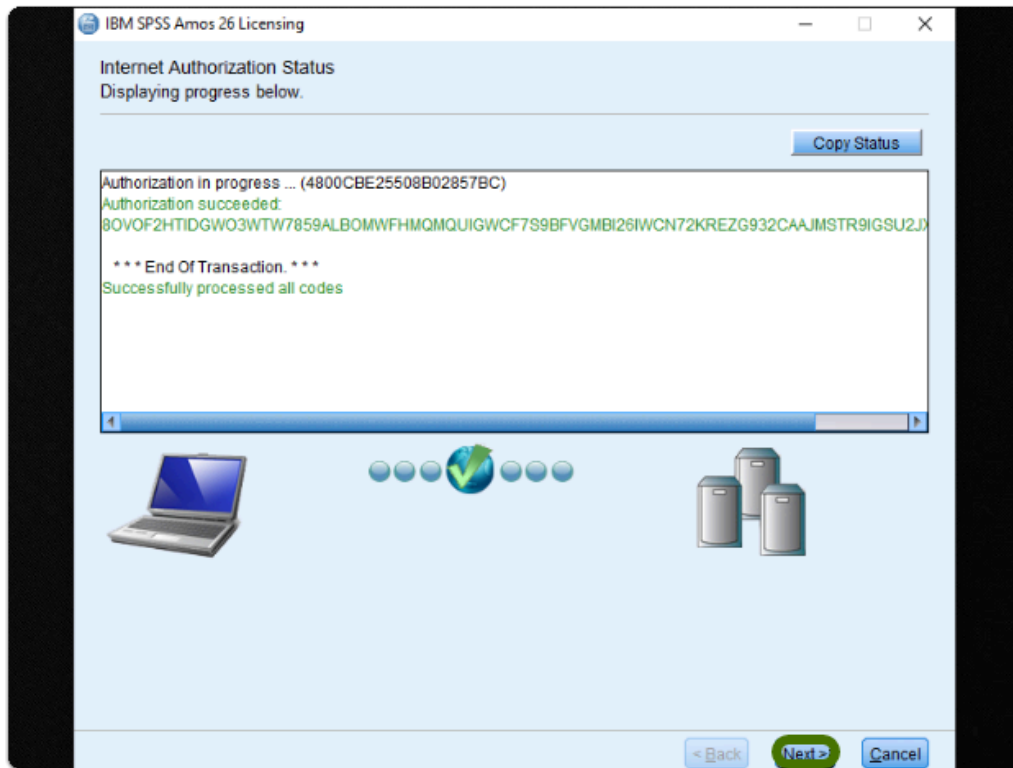 IBM SPSS Amos 26 Licensing
Internet Authorization Status
Displaying progress below.
Copy Status
Authorization in progress ... (4800CBE25508B02857BC)
Authorization succeeded:
8OVOF2HTIDGWO3WTW7859ALBOMWFHMQMQUIGWCF7S9BFVGMBI26IWCN72KREZG932CAAJMSTR9IGSU2J
* * * End Of Transaction. * * *
Successfully processed all codes
< Back
Next >
Cancel